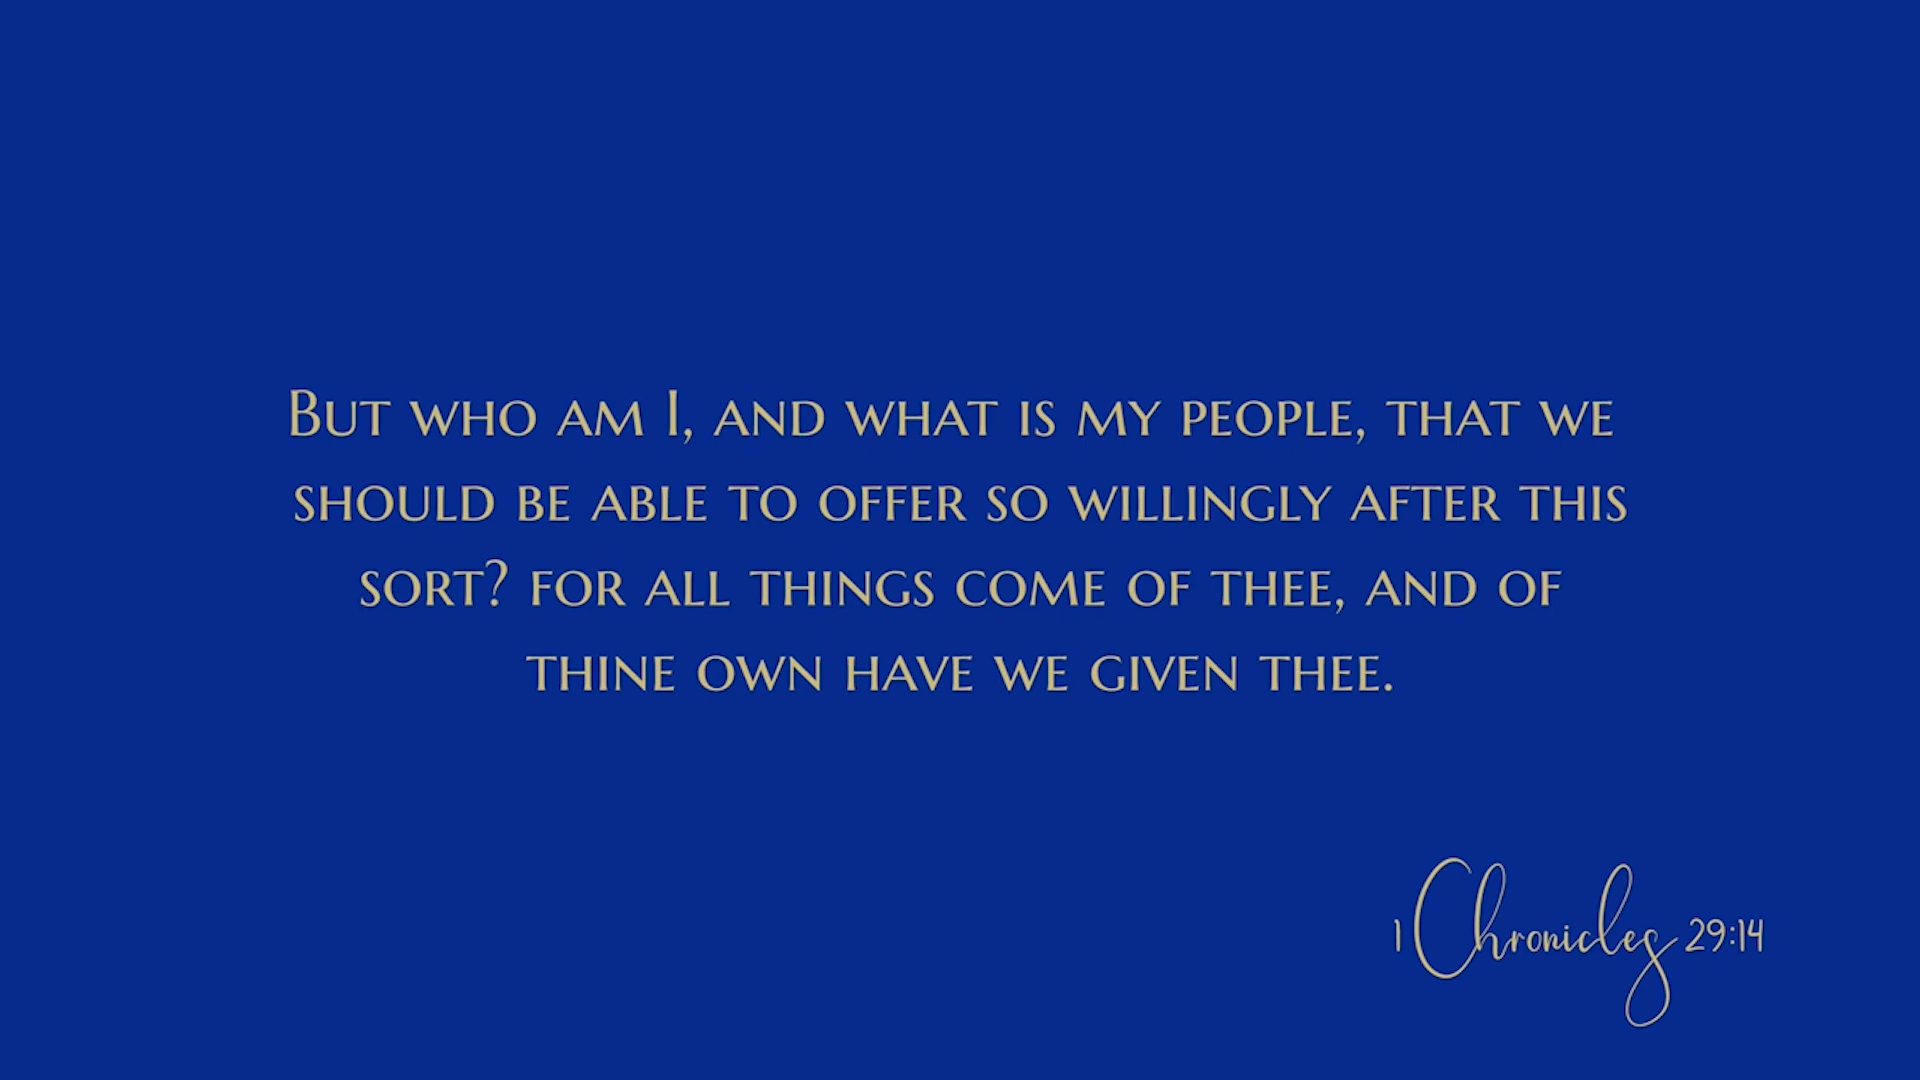 But who am I, and what is my people, that we
should be able to offer so willingly after this
sort? for all things come of thee, and of
thine own have we given thee.
1 Chronicles 29:14